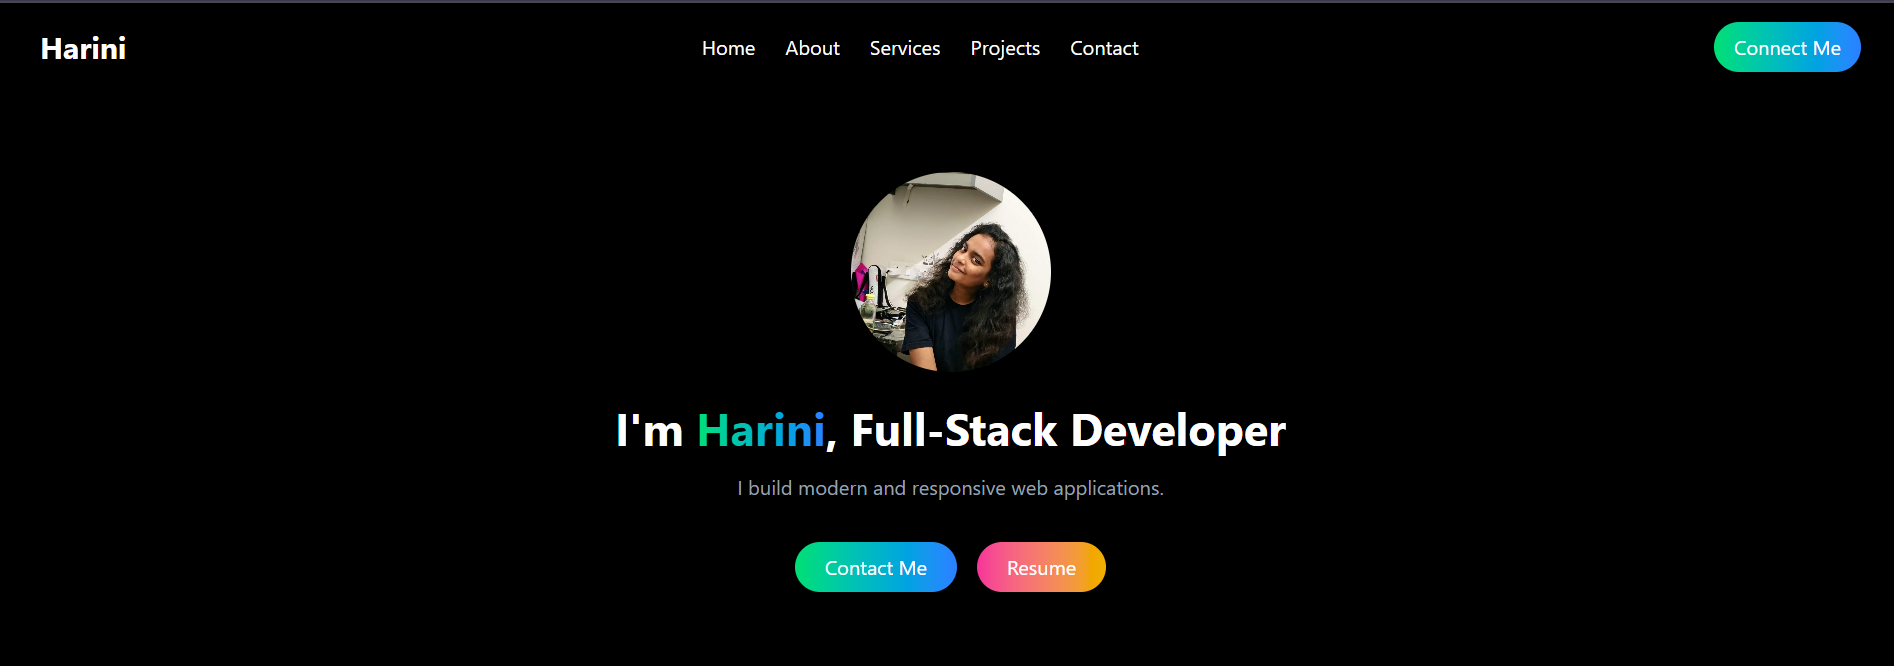 Harini
Home About Services Projects Contact
Connect Me
I'm Harini, Full-Stack Developer
I build modern and responsive web applications.
Contact Me
Resume